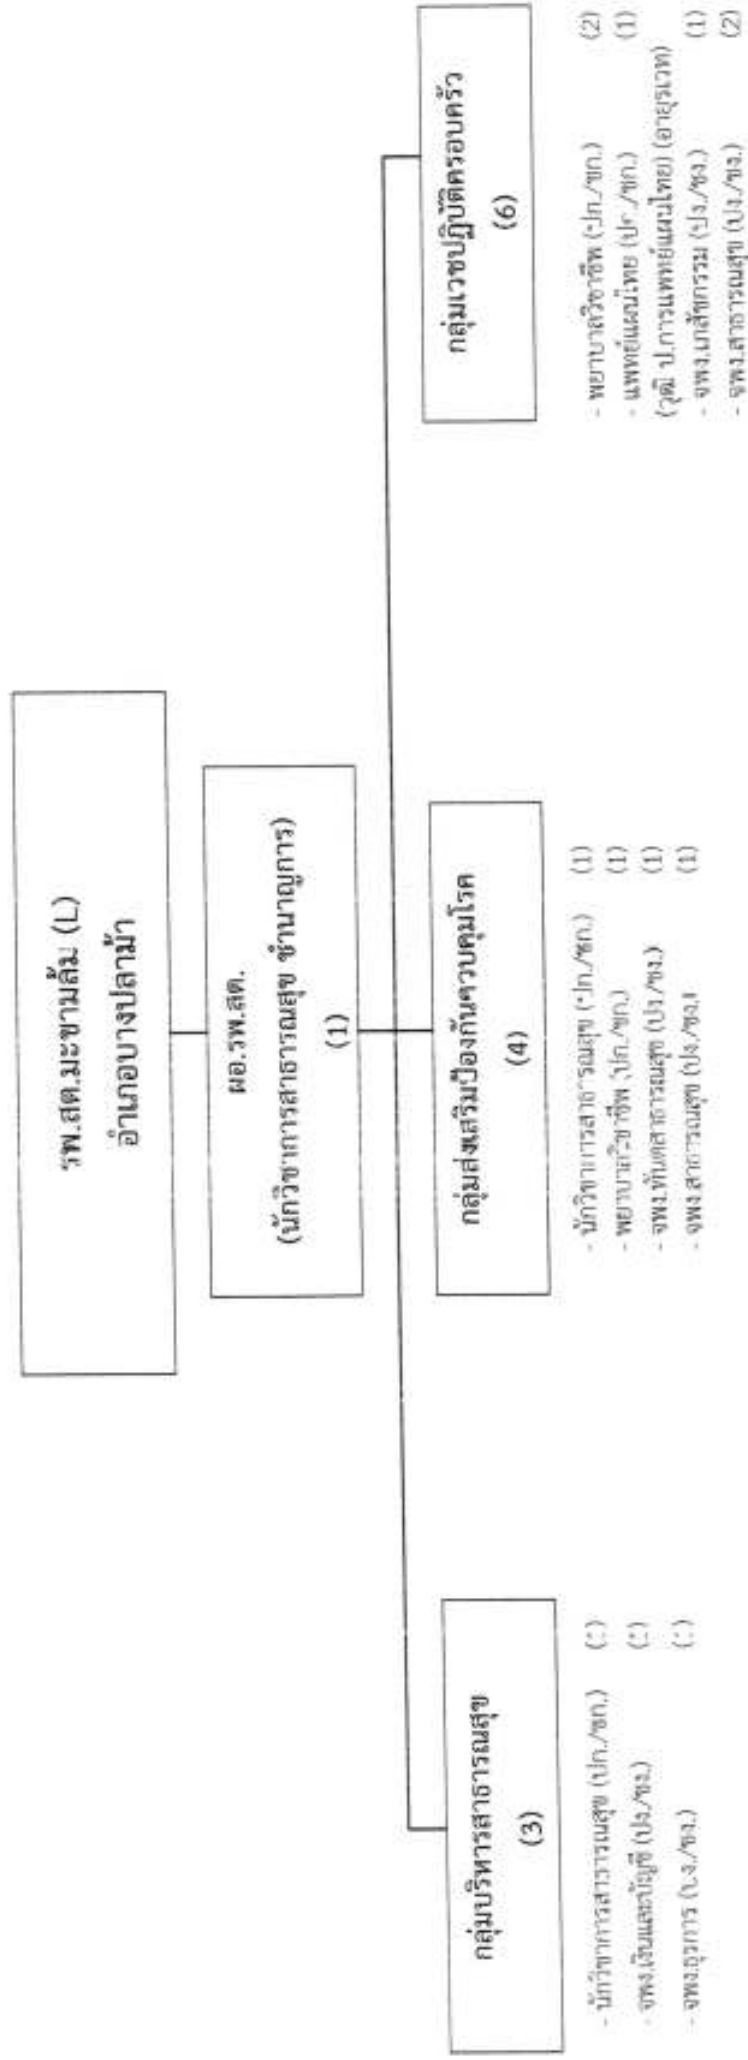 รพ.สต.มะขามล้ม (L)
อำเภอบางปลาม้า
ผอ.รพ.สต.
(นักวิชาการสาธารณสุข ชำนาญการ)
(1)
กลุ่มบริหารสาธารณสุข
(3)
- นักวิชาการสาธารณสุข (ปก./ชก.)
- จพง.เงินและบัญชี (ปง./ชง.)
- จพง.ธุรการ (ปง./ชง.)
กลุ่มส่งเสริมป้องกันควบคุมโรค
(4)
- นักวิชาการสาธารณสุข (ปก./ชก.) (1)
- พยาบาลวิชาชีพ (ปก./ชก.) (1)
- จพง.ทันตสาธารณสุข (ปง./ชง.) (1)
- จพง.สาธารณสุข (ปง./ชง.) (1)
กลุ่มเวชปฏิบัติครอบครัว
(6)
- พยาบาลวิชาชีพ (ปก./ชก.) (2)
- แพทย์แผนไทย (ปก./ชก.) (1)
(วุฒิ ป.การแพทย์แผนไทย) (อายุรเวท)
- จพง.เภสัชกรรม (ปง./ชง.) (1)
- จพง.สาธารณสุข (ปง./ชง.) (2)